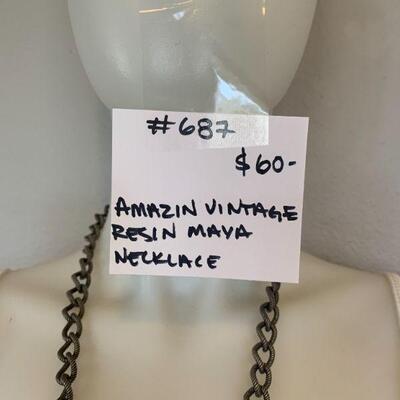 #687
$60-
AMAZIN VINTAGE
RESIN MAYA
NECKLACE